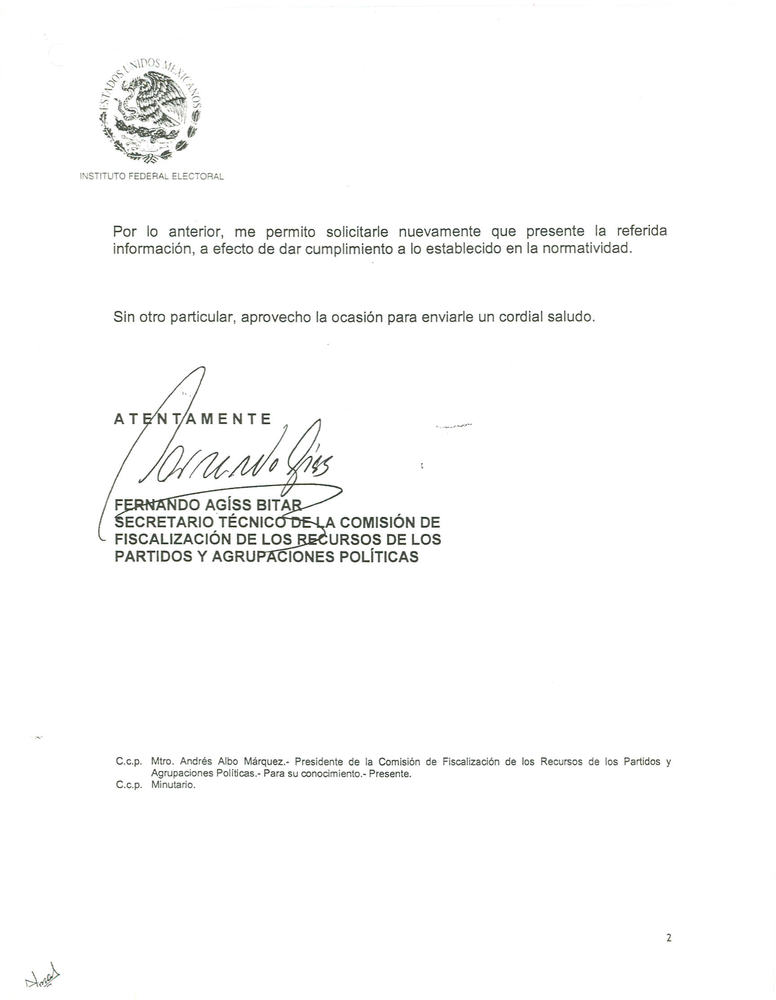 ESTADOS UNIDOS MEXICANOS
INSTITUTO FEDERAL ELECTORAL
Por lo anterior, me permito solicitarle nuevamente que presente la referida
información, a efecto de dar cumplimiento a lo establecido en la normatividad.
Sin otro particular, aprovecho la ocasión para enviarle un cordial saludo.
A T E N T A M E N T E
FERNANDO AGÍSS BITAR
SECRETARIO TÉCNICO DE LA COMISIÓN DE
FISCALIZACIÓN DE LOS RECURSOS DE LOS
PARTIDOS Y AGRUPACIONES POLÍTICAS
C.c.p. Mtro. Andrés Albo Márquez.- Presidente de la Comisión de Fiscalización de los Recursos de los Partidos y
Agrupaciones Políticas.- Para su conocimiento.- Presente.
C.c.p. Minutario.
2